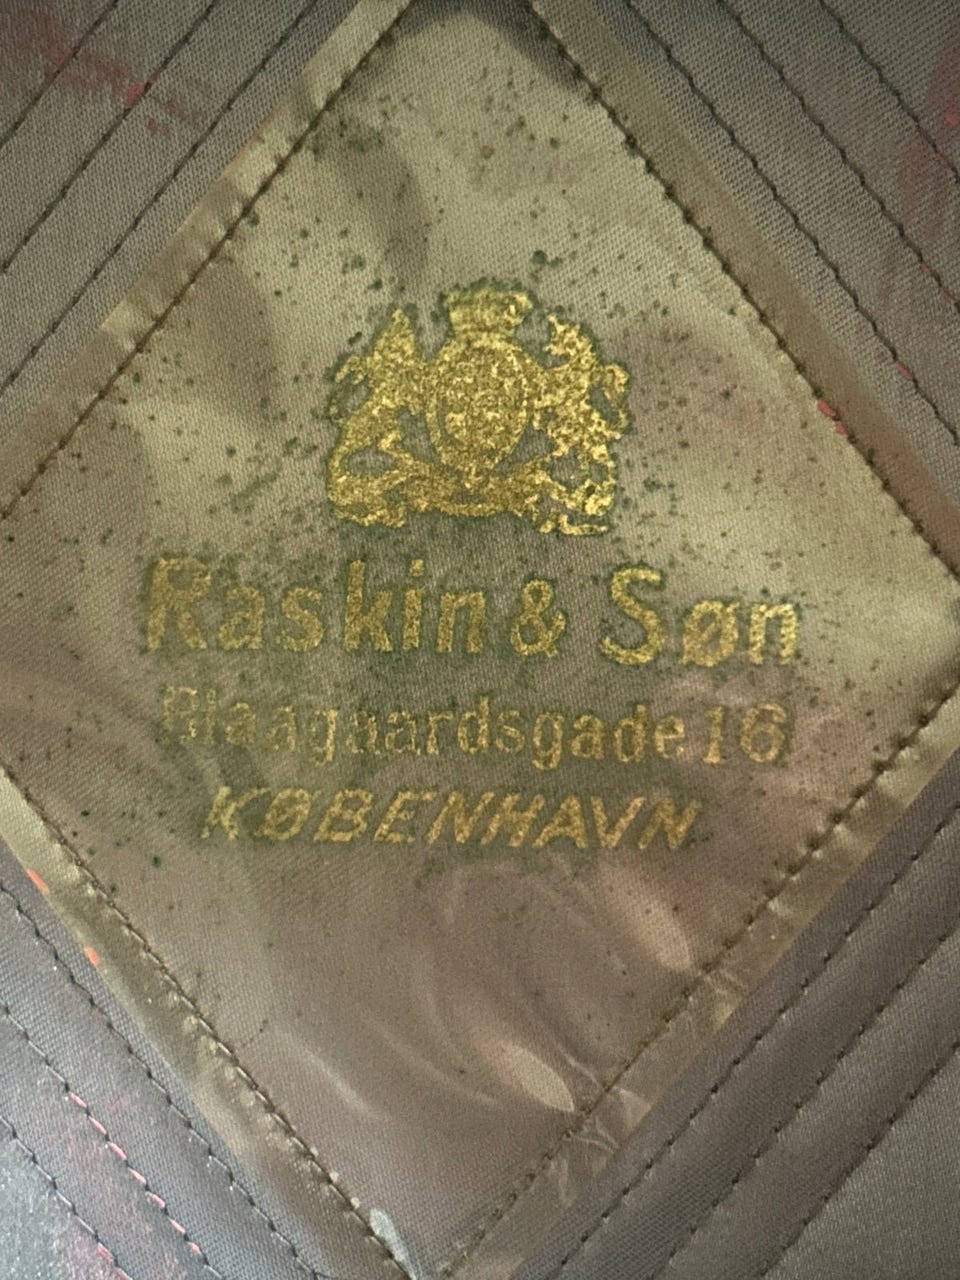 Raskin & Søn
Blaagaardsgade 16
KØBENHAVN